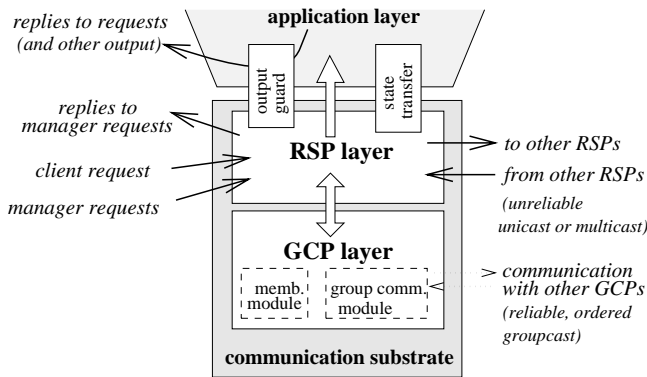 replies to requests
(and other output)
application layer
output
guard
state
transfer
replies to
manager requests
client request
manager requests
RSP layer
to other RSPs
from other RSPs
(unreliable
unicast or multicast)
GCP layer
memb.
module
group comm.
module
communication
with other GCPs
(reliable, ordered
groupcast)
communication substrate